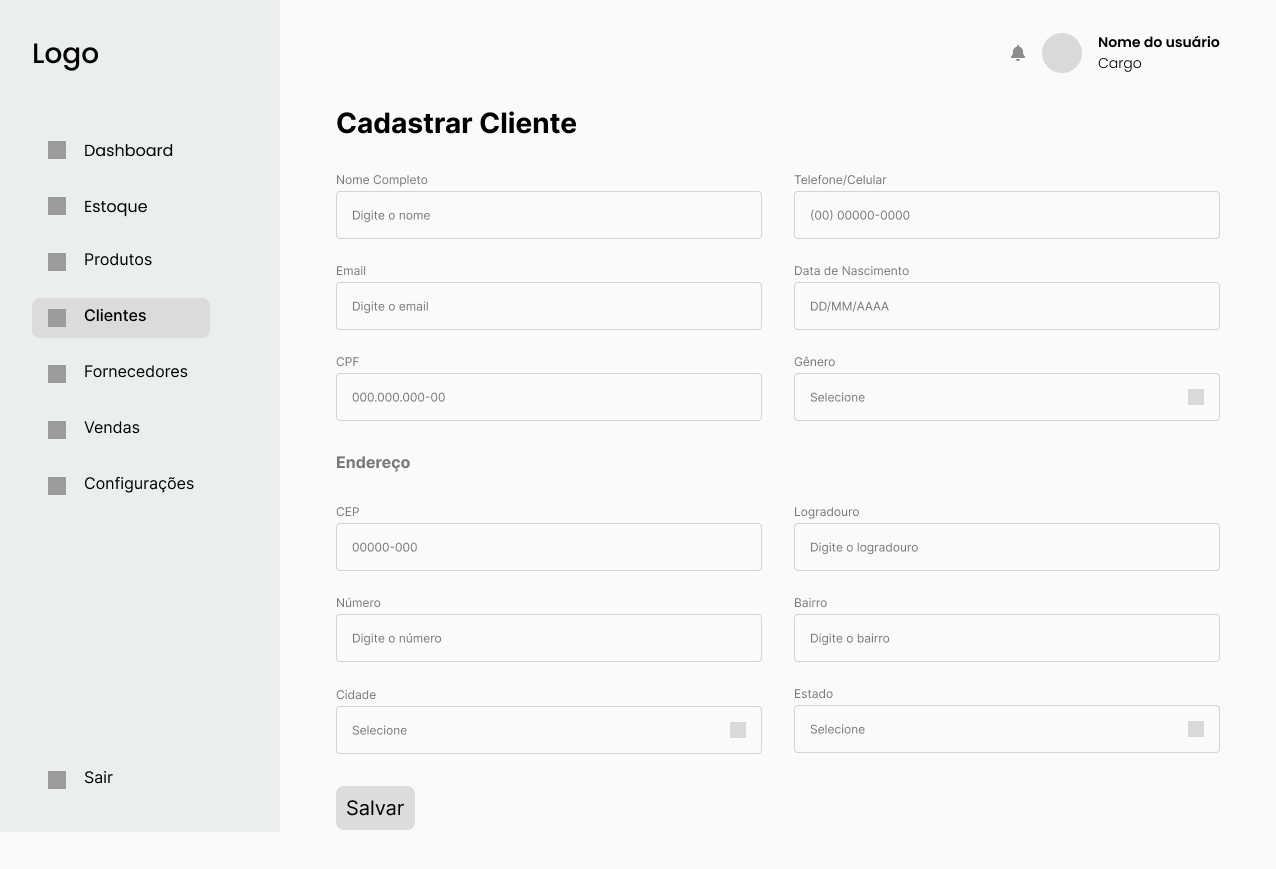 Logo
Dashboard
Estoque
Produtos
Clientes
Fornecedores
Vendas
Configurações
Sair
Nome do usuário
Cargo
Cadastrar Cliente
Nome Completo
Digite o nome
Telefone/Celular
(00) 00000-0000
Email
Digite o email
Data de Nascimento
DD/MM/AAAA
CPF
000.000.000-00
Gênero
Selecione
Endereço
CEP
00000-000
Logradouro
Digite o logradouro
Número
Digite o número
Bairro
Digite o bairro
Cidade
Selecione
Estado
Selecione
Salvar